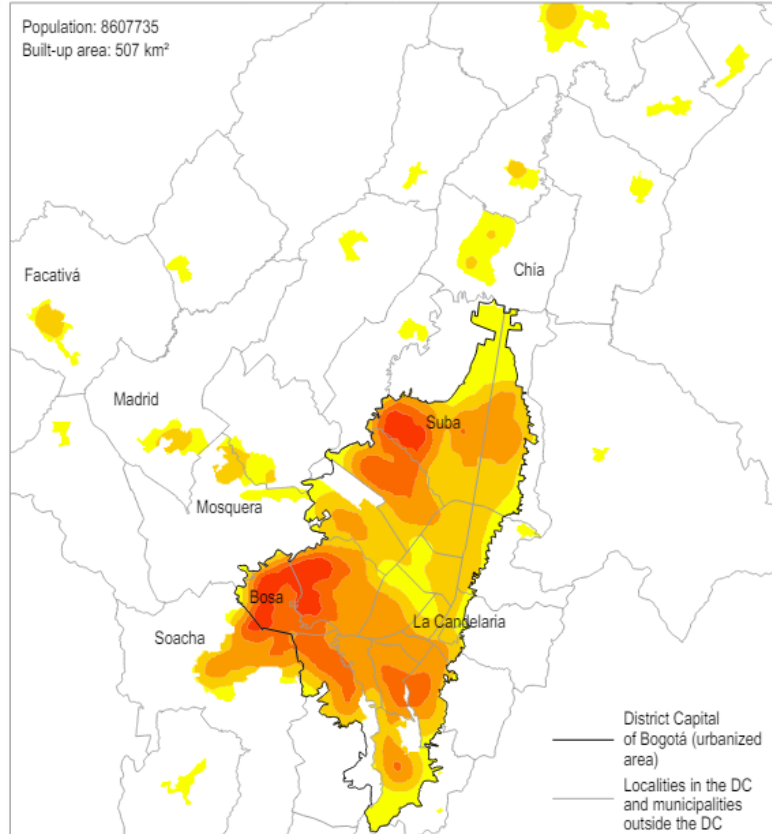 Population: 8607735
Built-up area: 507 km²
Chía
Facativá
Madrid
Suba
Mosquera
Bosa
La Candelaria
Soacha
District Capital
of Bogotá (urbanized
area)
Localities in the DC
and municipalities
outside the DC